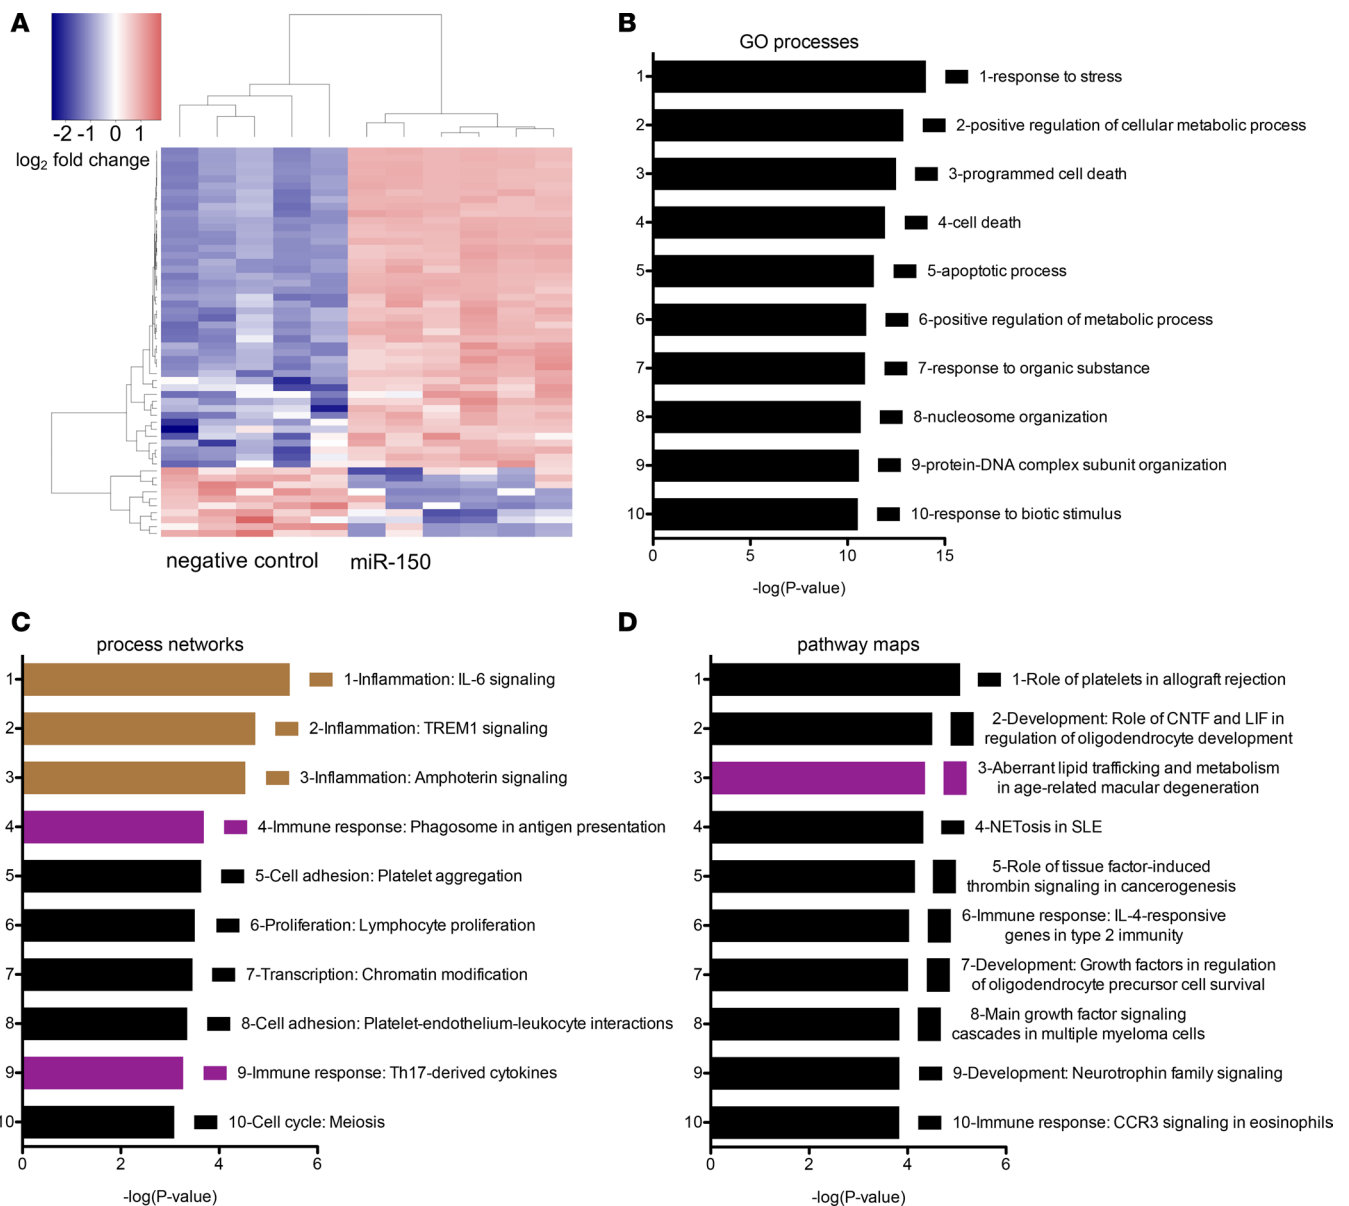 A
-2 -1 0 1
log2 fold change
negative control
miR-150
B
GO processes
1
1-response to stress
2
2-positive regulation of cellular metabolic process
3
3-programmed cell death
4
4-cell death
5
5-apoptotic process
6
6-positive regulation of metabolic process
7
7-response to organic substance
8
8-nucleosome organization
9
9-protein-DNA complex subunit organization
10
10-response to biotic stimulus
0 5 10 15
-log(P-value)
C
process networks
1
1-Inflammation: IL-6 signaling
2
2-Inflammation: TREM1 signaling
3
3-Inflammation: Amphoterin signaling
4
4-Immune response: Phagosome in antigen presentation
5
5-Cell adhesion: Platelet aggregation
6
6-Proliferation: Lymphocyte proliferation
7
7-Transcription: Chromatin modification
8
8-Cell adhesion: Platelet-endothelium-leukocyte interactions
9
9-Immune response: Th17-derived cytokines
10
10-Cell cycle: Meiosis
0 2 4 6
-log(P-value)
D
pathway maps
1
1-Role of platelets in allograft rejection
2
2-Development: Role of CNTF and LIF in
regulation of oligodendrocyte development
3
3-Aberrant lipid trafficking and metabolism
in age-related macular degeneration
4
4-NETosis in SLE
5
5-Role of tissue factor-induced
thrombin signaling in cancerogenesis
6
6-Immune response: IL-4-responsive
genes in type 2 immunity
7
7-Development: Growth factors in regulation
of oligodendrocyte precursor cell survival
8
8-Main growth factor signaling
cascades in multiple myeloma cells
9
9-Development: Neurotrophin family signaling
10
10-Immune response: CCR3 signaling in eosinophils
0 2 4 6
-log(P-value)